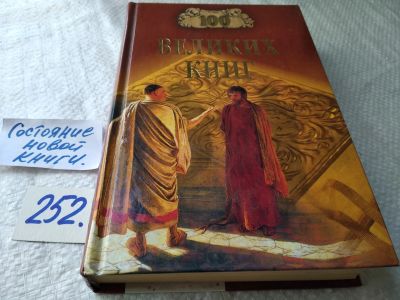 100
ВЕЛИКИХ
КНИГ
Состояние
новой
книги.
252.